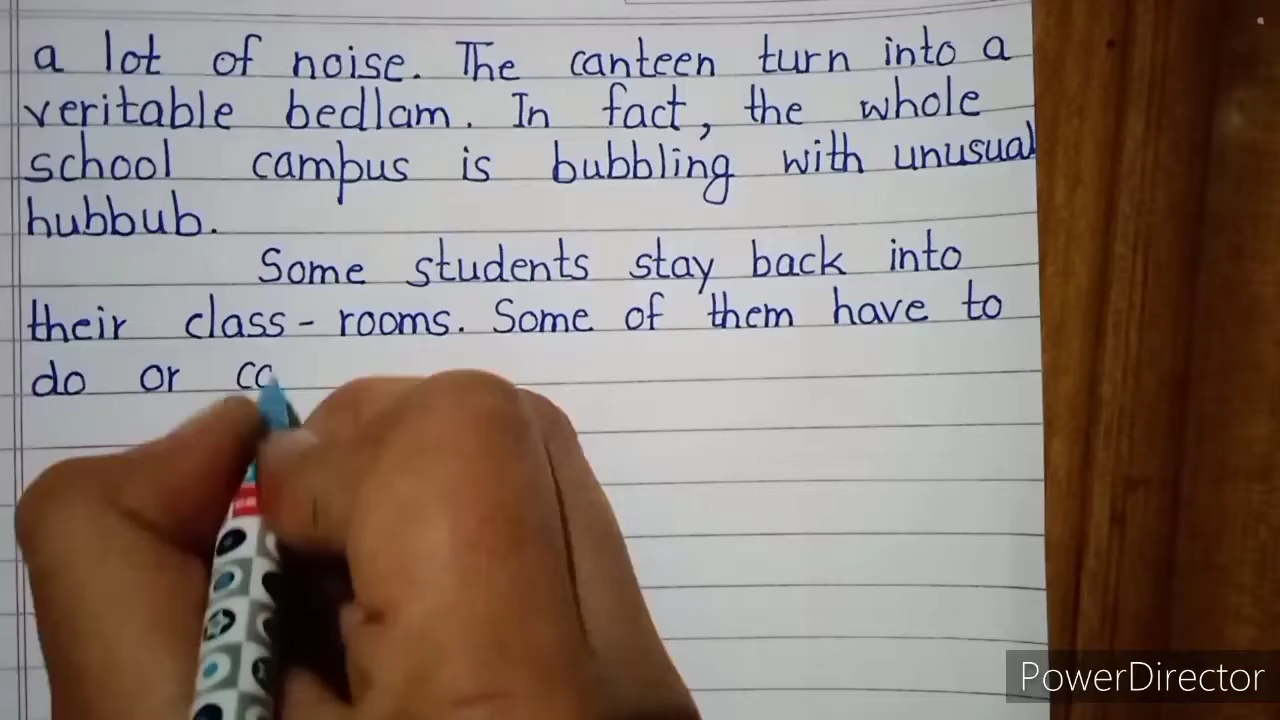 a lot of noise. The canteen turn into a
veritable bedlam. In fact, the whole
school campus is bubbling with unusual
hubbub.
Some students stay back into
their class-rooms. Some of them have to
do or
PowerDirector